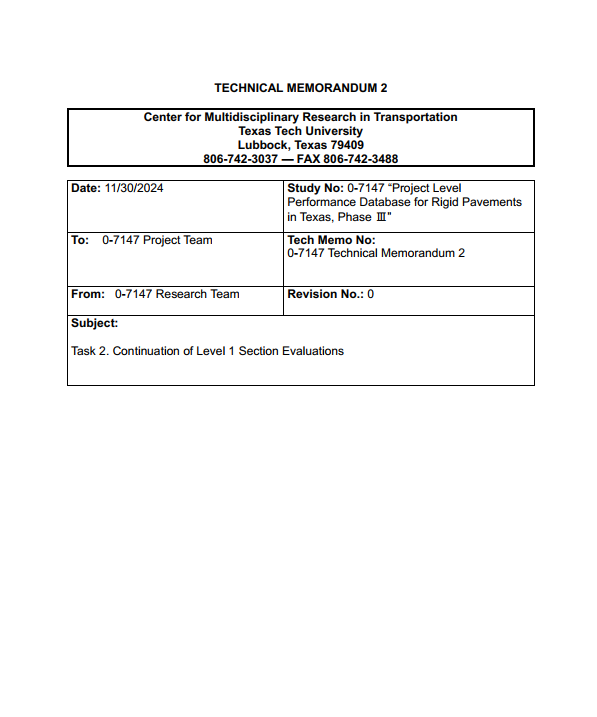 TECHNICAL MEMORANDUM 2
Center for Multidisciplinary Research in Transportation
Texas Tech University
Lubbock, Texas 79409
806-742-3037 — FAX 806-742-3488
Date: 11/30/2024
Study No: 0-7147 “Project Level
Performance Database for Rigid Pavements
in Texas, Phase Ⅲ”
To: 0-7147 Project Team
Tech Memo No:
0-7147 Technical Memorandum 2
From: 0-7147 Research Team
Revision No.: 0
Subject:
Task 2. Continuation of Level 1 Section Evaluations